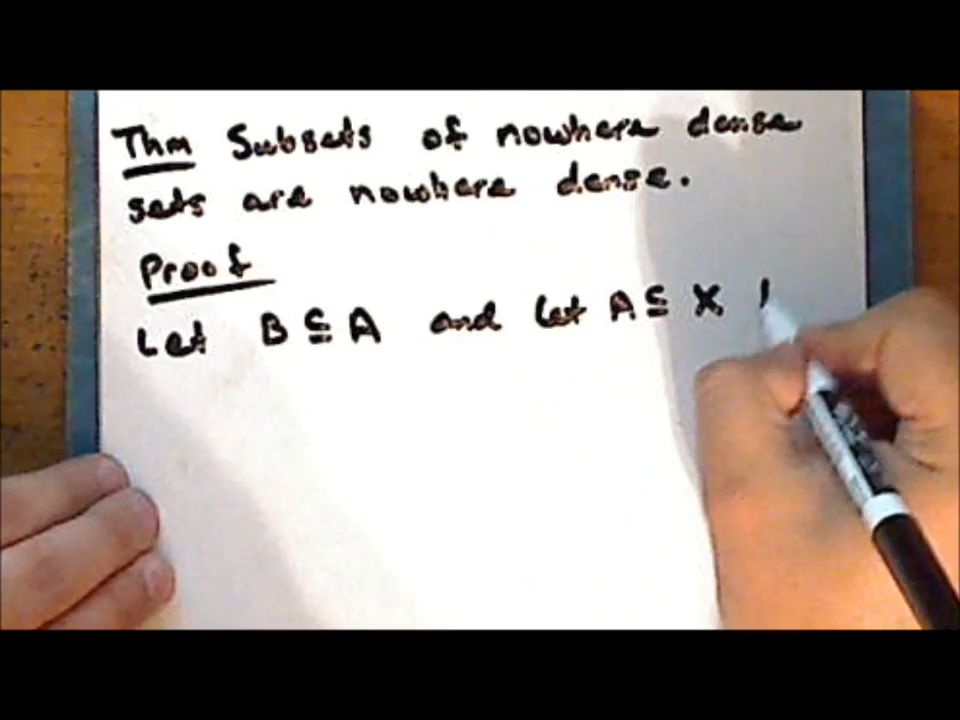 Thm Subsets of nowhere dense
sets are nowhere dense.
Proof
Let B ⊆ A and let A ⊆ X